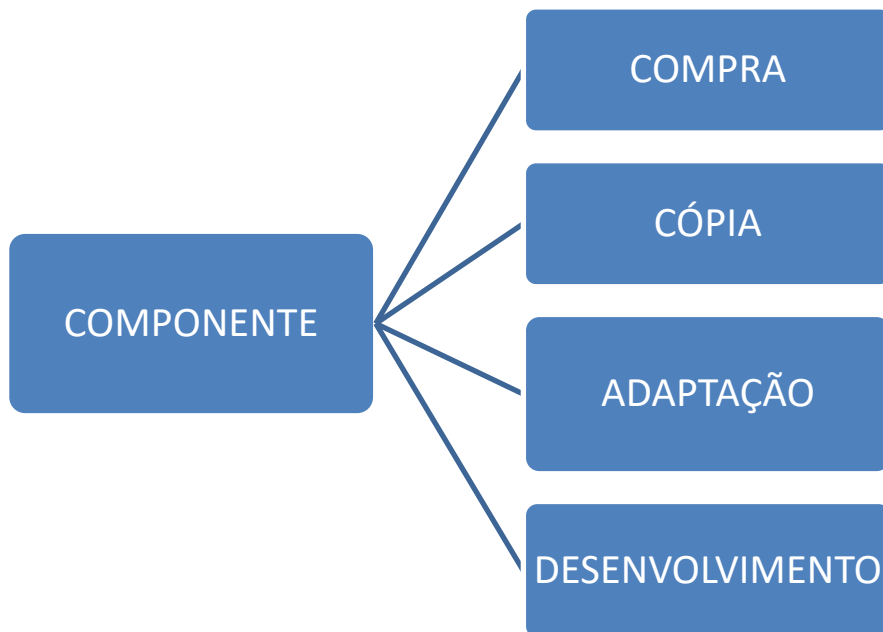 COMPONENTE
COMPRA
CÓPIA
ADAPTAÇÃO
DESENVOLVIMENTO